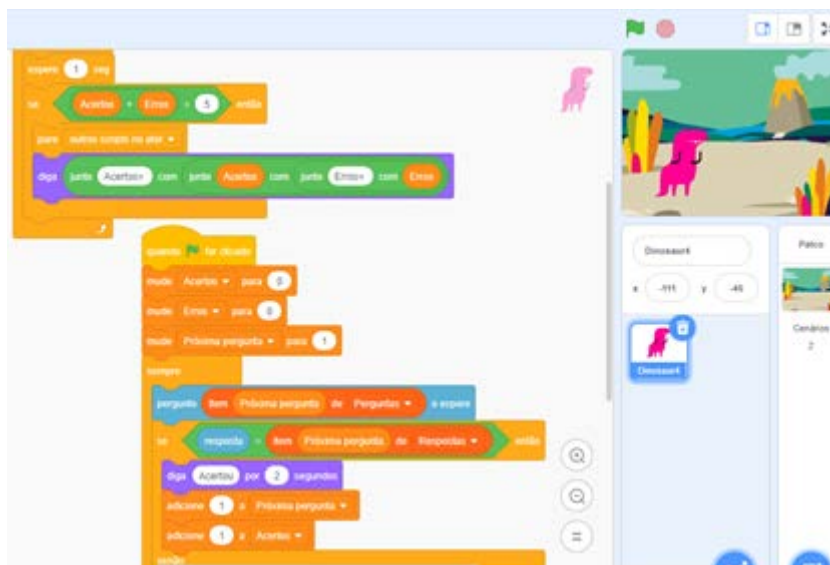 espere 1 seg
se Acertos + Erros = 5 então
pare outros scripts no ator
diga junte Acertos= com junte Acertos com junte Erros= com Erros
quando for clicado
mude Acertos para 0
mude Erros para 0
mude Próxima pergunta para 1
sempre
pergunte item Próxima pergunta de Perguntas e espere
se resposta = item Próxima pergunta de Respostas então
diga Acertou por 2 segundos
adicione 1 a Próxima pergunta
adicione 1 a Acertos
senão
Dinosaur4
x -111 y -45
Dinosaur4
Palco
Cenários
2